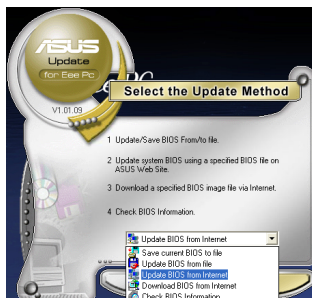 ASUS
Update
for Eee Pc
V1.01.09
Select the Update Method
1 Update/Save BIOS From/to file.
2 Update system BIOS using a specified BIOS file on
ASUS Web Site.
3 Download a specified BIOS image file via Internet.
4 Check BIOS Information.
Update BIOS from Internet
Save current BIOS to file
Update BIOS from file
Update BIOS from Internet
Download BIOS from Internet
Check BIOS Information